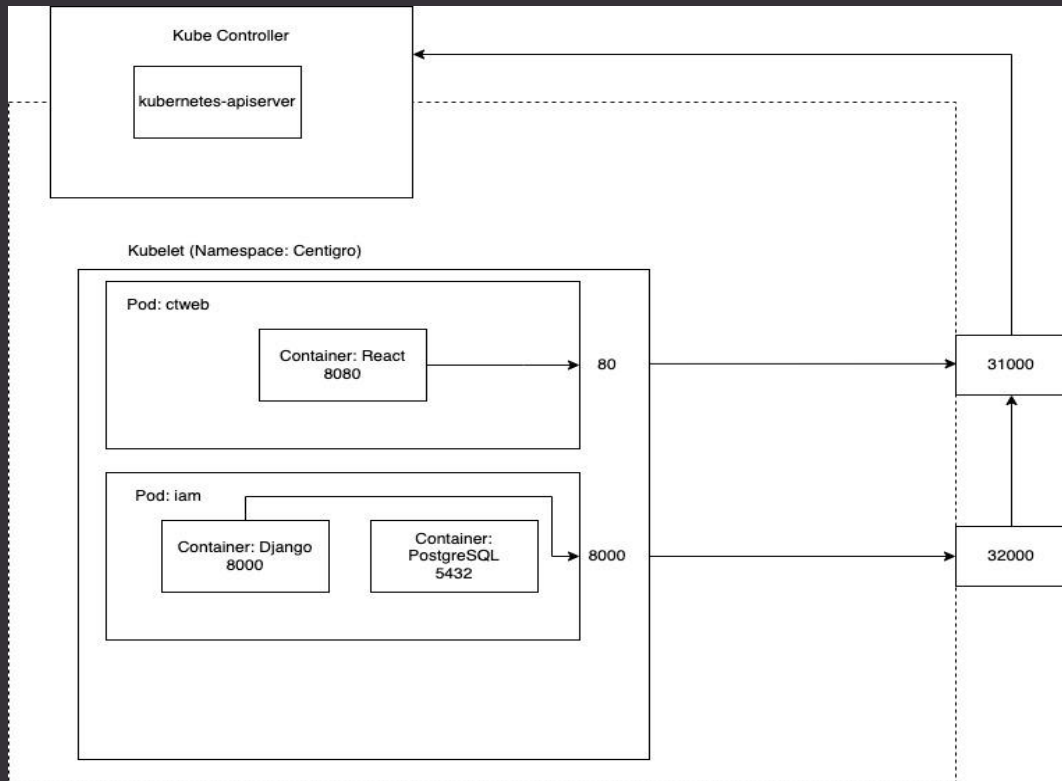 Kube Controller
kubernetes-apiserver
Kubelet (Namespace: Centigro)
Pod: ctweb
Container: React
8080
80
31000
Pod: iam
Container: Django
8000
Container:
PostgreSQL
5432
8000
32000